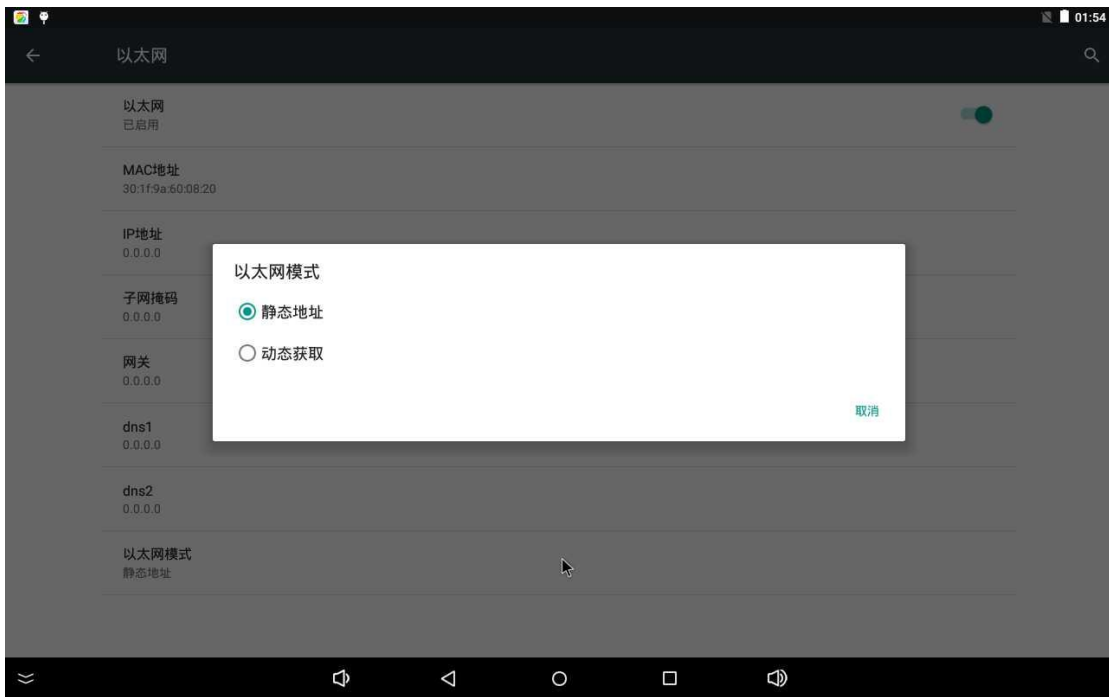 01:54
以太网
以太网
已启用
MAC地址
30:1f:9a:60:08:20
IP地址
0.0.0.0
子网掩码
0.0.0.0
网关
0.0.0.0
dns1
0.0.0.0
dns2
0.0.0.0
以太网模式
静态地址
以太网模式
静态地址
动态获取
取消